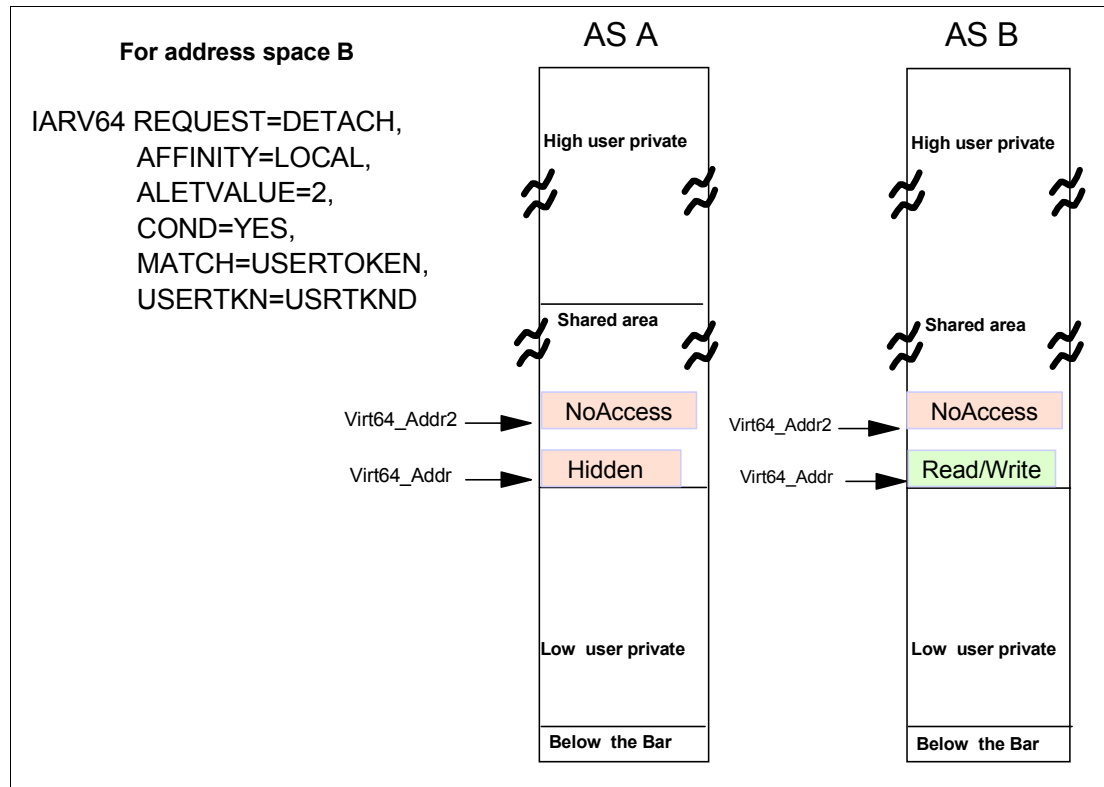 For address space B
IARV64 REQUEST=DETACH,
AFFINITY=LOCAL,
ALETVALUE=2,
COND=YES,
MATCH=USERTOKEN,
USERTKN=USRTKND
AS A
High user private
Shared area
Virt64_Addr2
NoAccess
Virt64_Addr
Hidden
Low user private
Below the Bar
AS B
High user private
Shared area
Virt64_Addr2
NoAccess
Virt64_Addr
Read/Write
Low user private
Below the Bar